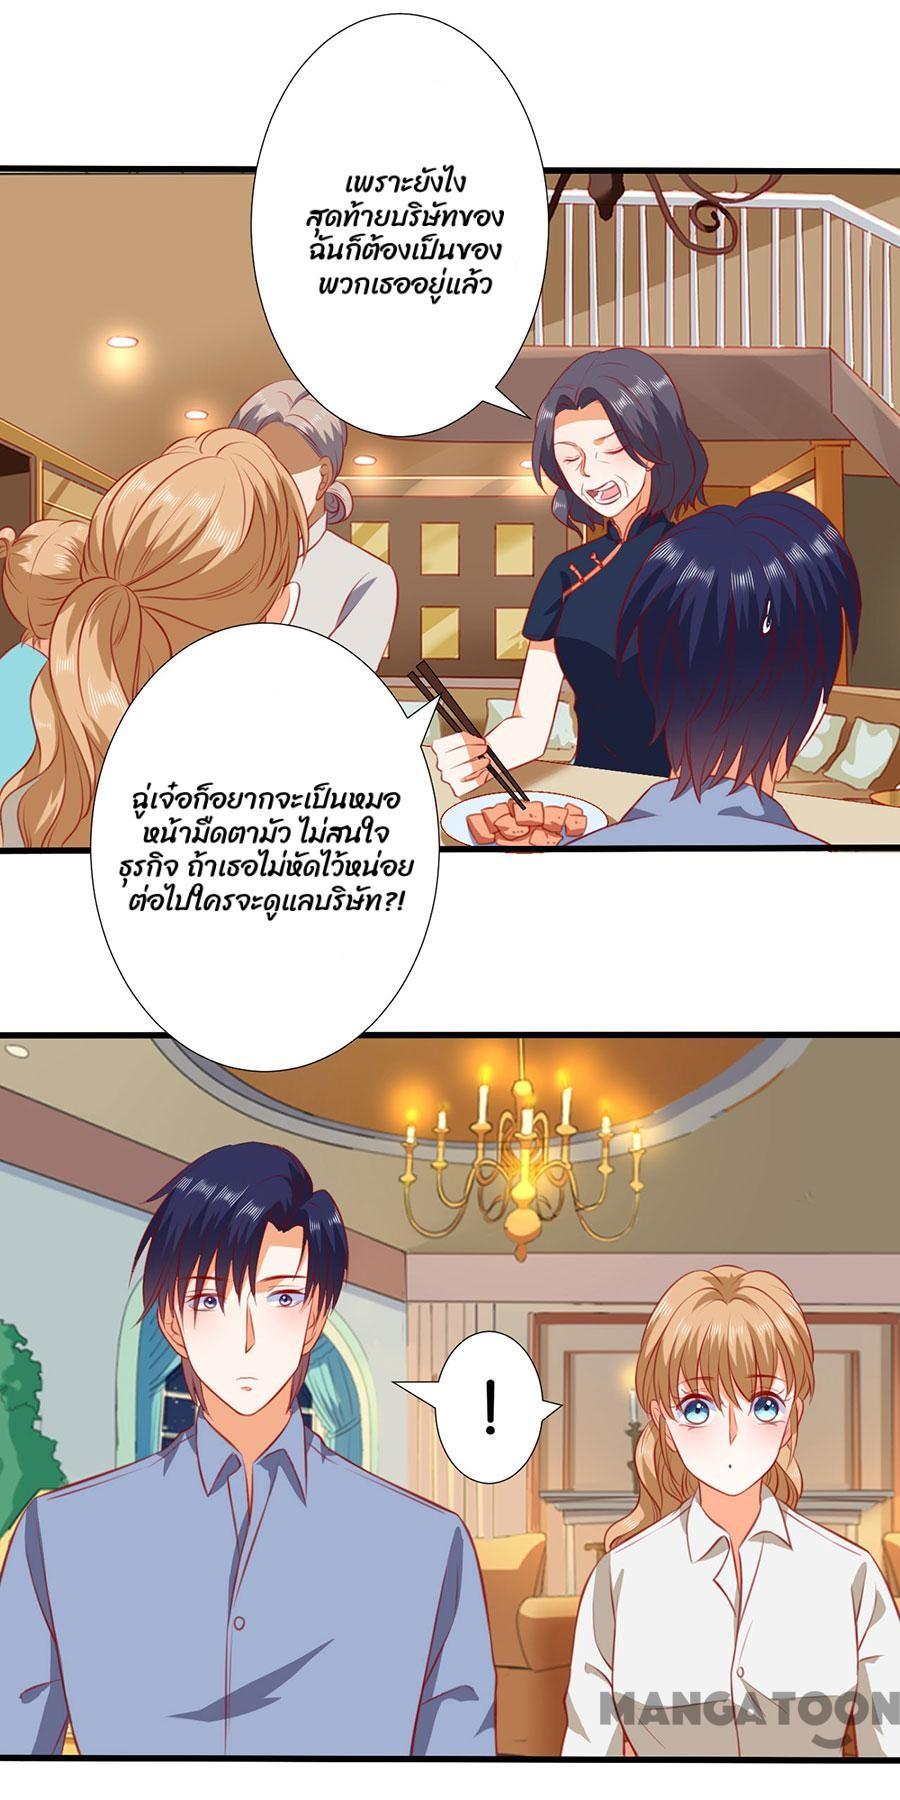 เพราะยังไง
สุดท้ายบริษัทของ
ฉันก็ต้องเป็นของ
พวกเธออยู่แล้ว
ฉู่เจ๋อก็อยากจะเป็นหมอ
หน้ามืดตามัว ไม่สนใจ
ธุรกิจ ถ้าเธอไม่หัดไว้หน่อย
ต่อไปใครจะดูแลบริษัท?!
!
MANGATOON